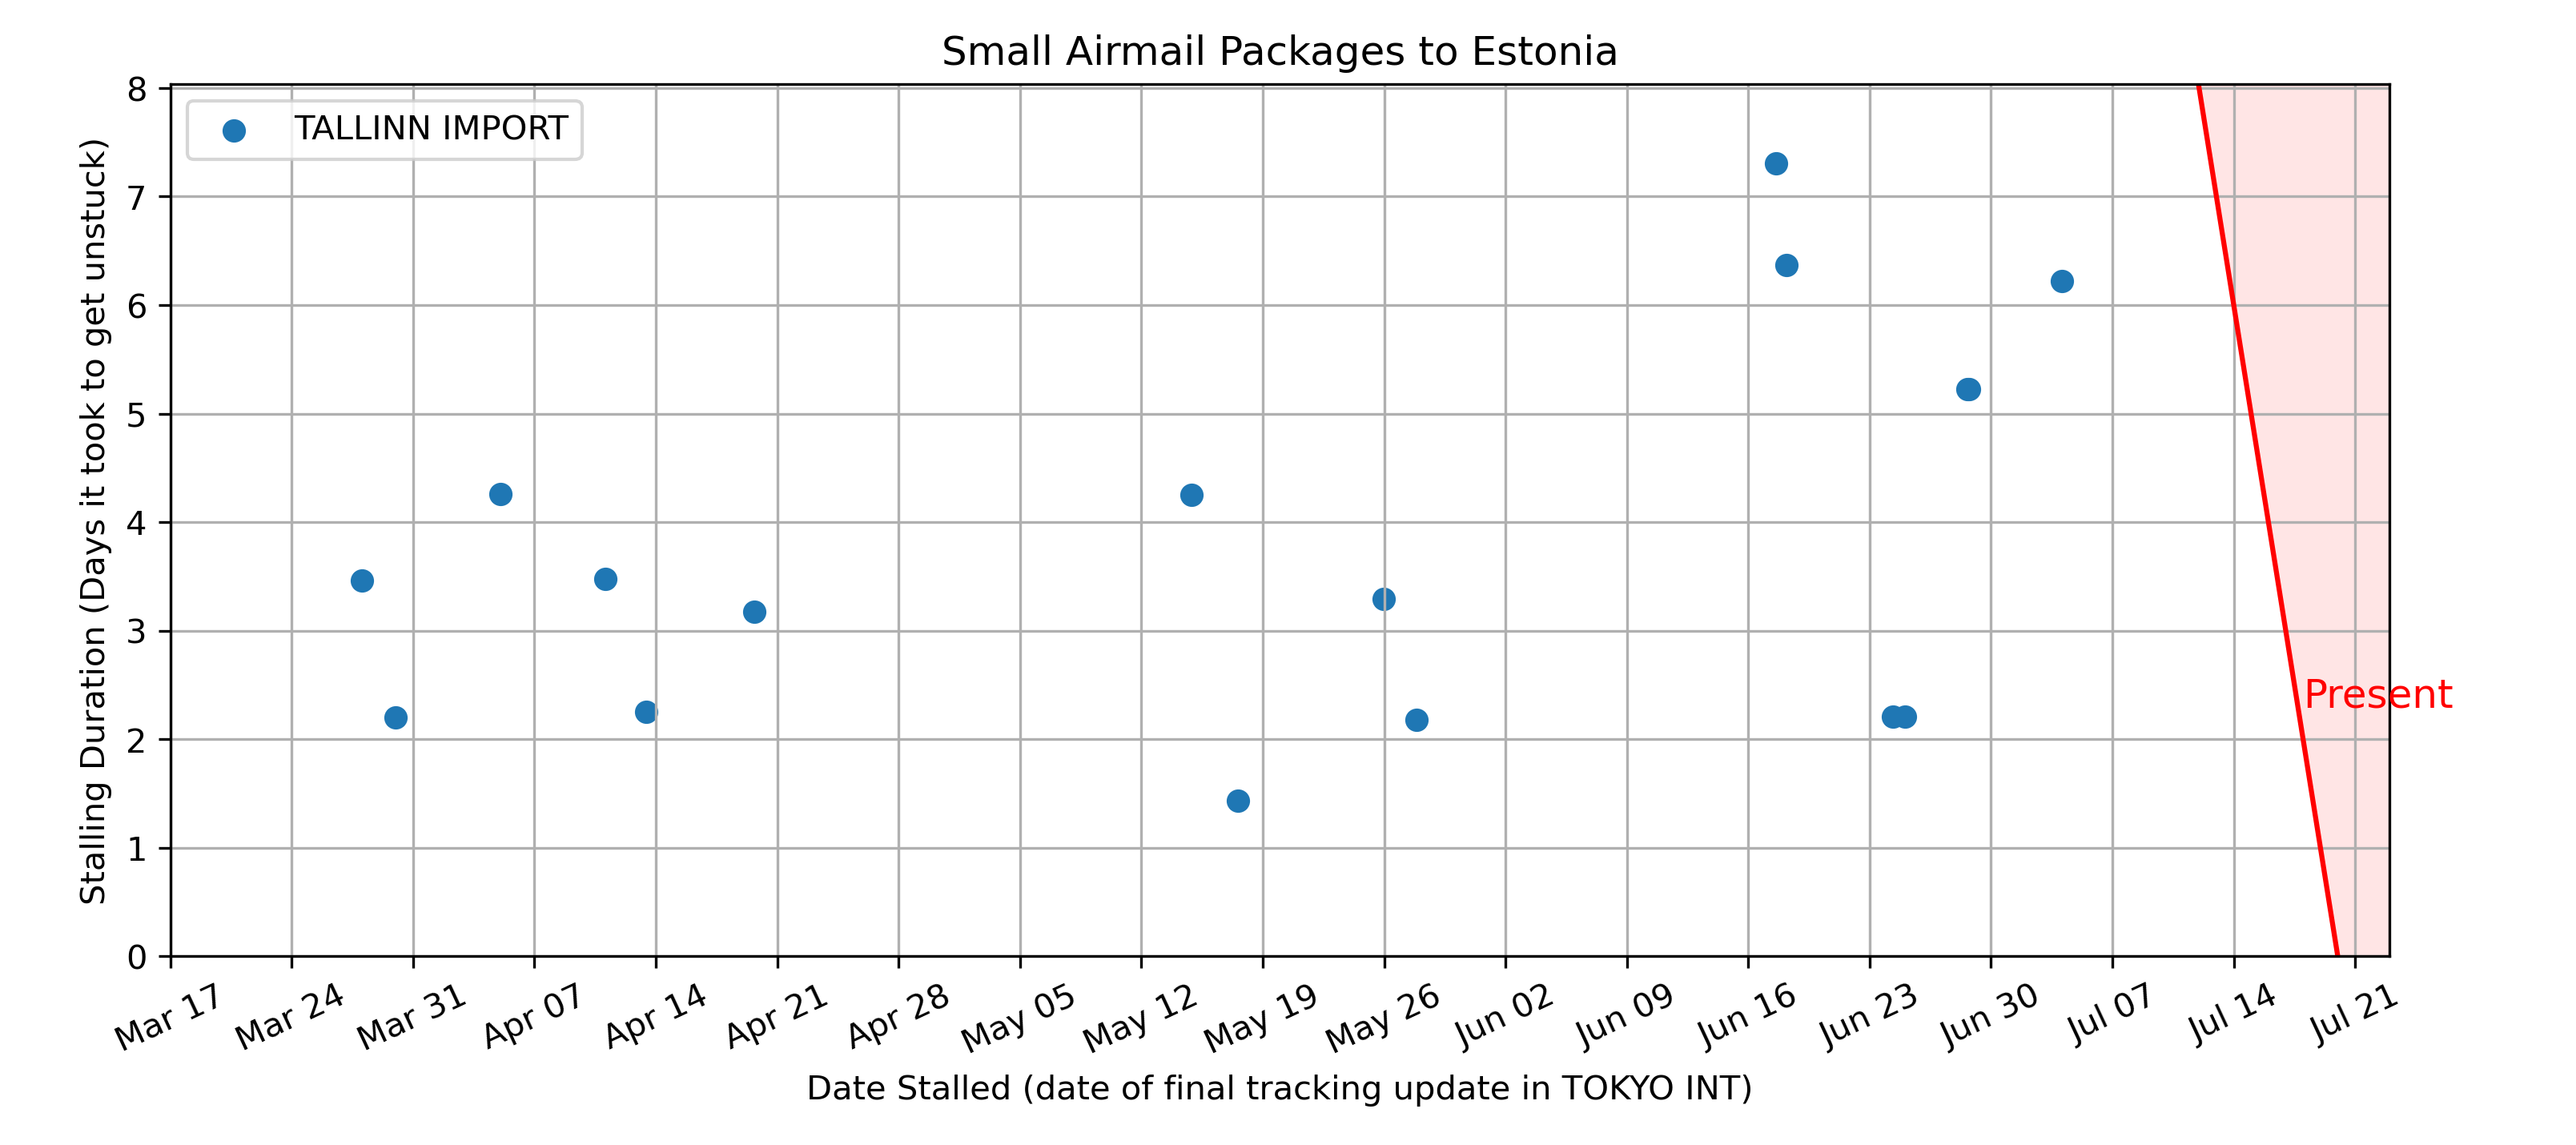 Small Airmail Packages to Estonia
TALLINN IMPORT
Stalling Duration (Days it took to get unstuck)
8
7
6
5
4
3
2
1
0
Present
Mar 17 Mar 24 Mar 31 Apr 07 Apr 14 Apr 21 Apr 28 May 05 May 12 May 19 May 26 Jun 02 Jun 09 Jun 16 Jun 23 Jun 30 Jul 07 Jul 14 Jul 21
Date Stalled (date of final tracking update in TOKYO INT)